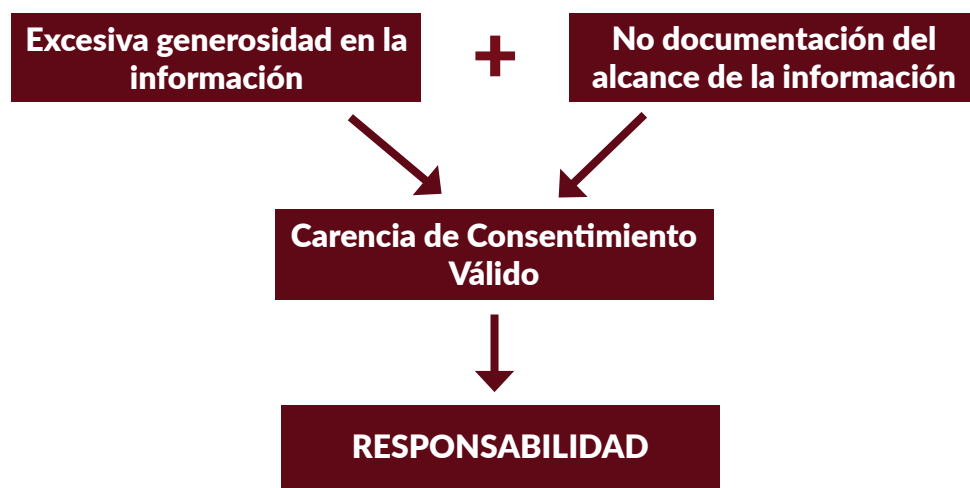 Excesiva generosidad en la
información
+
No documentación del
alcance de la información
Carencia de Consentimiento
Válido
RESPONSABILIDAD